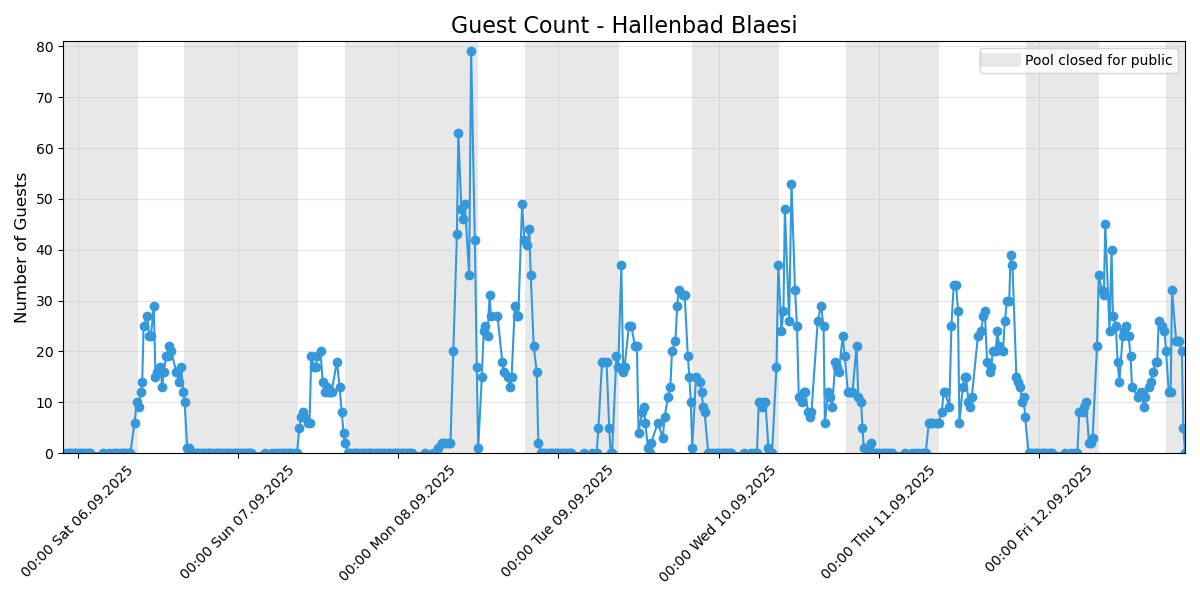 Guest Count - Hallenbad Blaesi
Pool closed for public
Number of Guests
80
70
60
50
40
30
20
10
0
00:00 Sat 06.09.2025
00:00 Sun 07.09.2025
00:00 Mon 08.09.2025
00:00 Tue 09.09.2025
00:00 Wed 10.09.2025
00:00 Thu 11.09.2025
00:00 Fri 12.09.2025